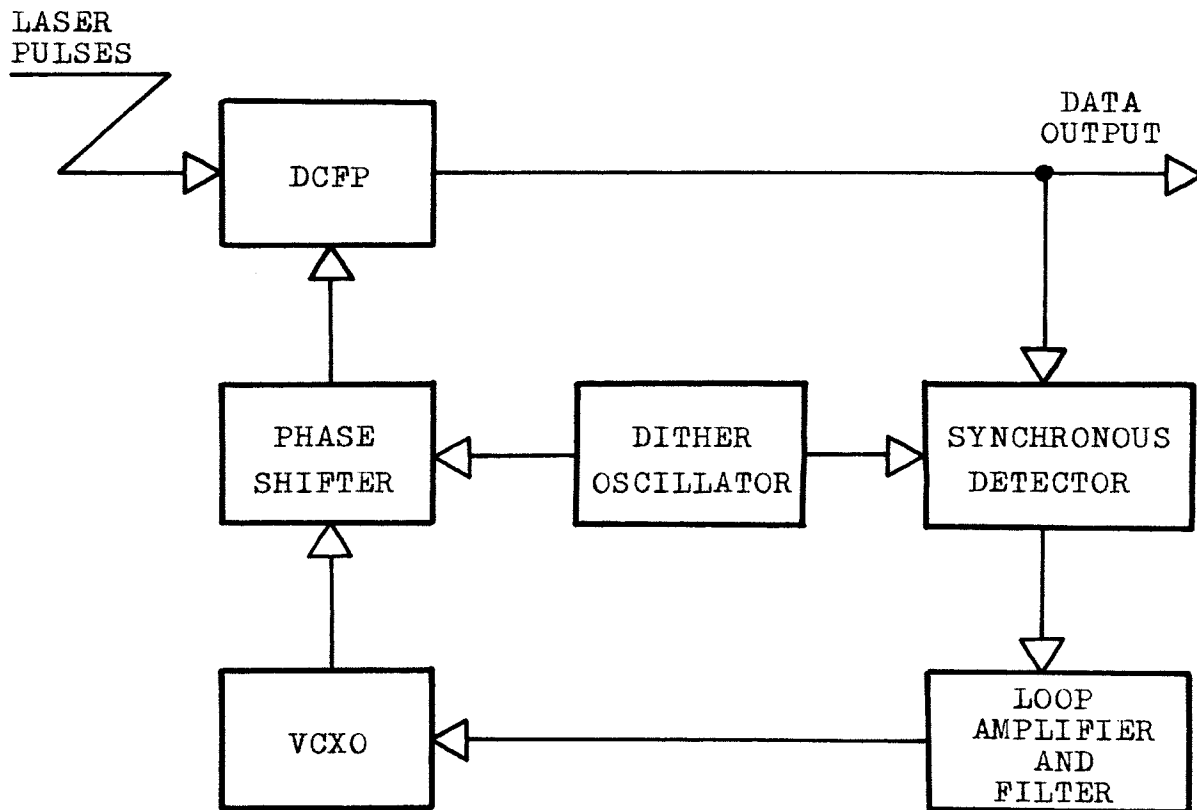 LASER
PULSES
DATA
OUTPUT
DCFP
PHASE
SHIFTER
DITHER
OSCILLATOR
SYNCHRONOUS
DETECTOR
VCXO
LOOP
AMPLIFIER
AND
FILTER